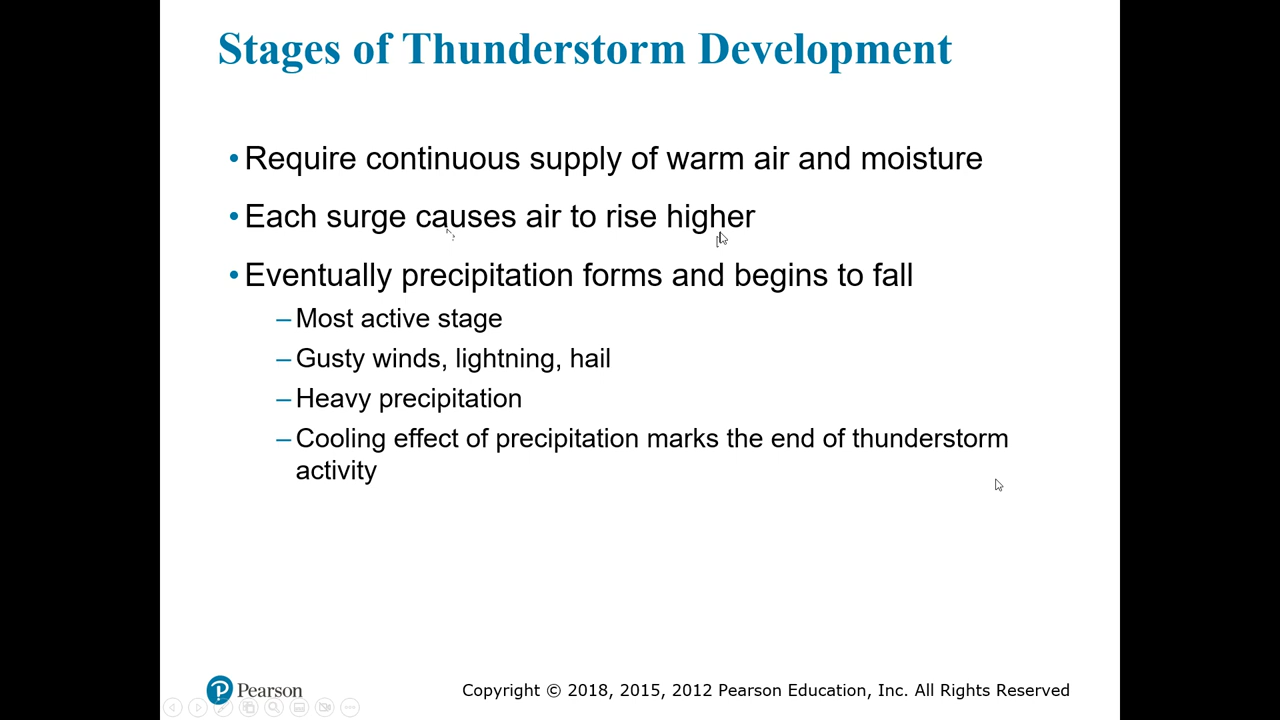 Stages of Thunderstorm Development
• Require continuous supply of warm air and moisture
• Each surge causes air to rise higher
• Eventually precipitation forms and begins to fall
– Most active stage
– Gusty winds, lightning, hail
– Heavy precipitation
– Cooling effect of precipitation marks the end of thunderstorm
activity
Pearson
Copyright © 2018, 2015, 2012 Pearson Education, Inc. All Rights Reserved